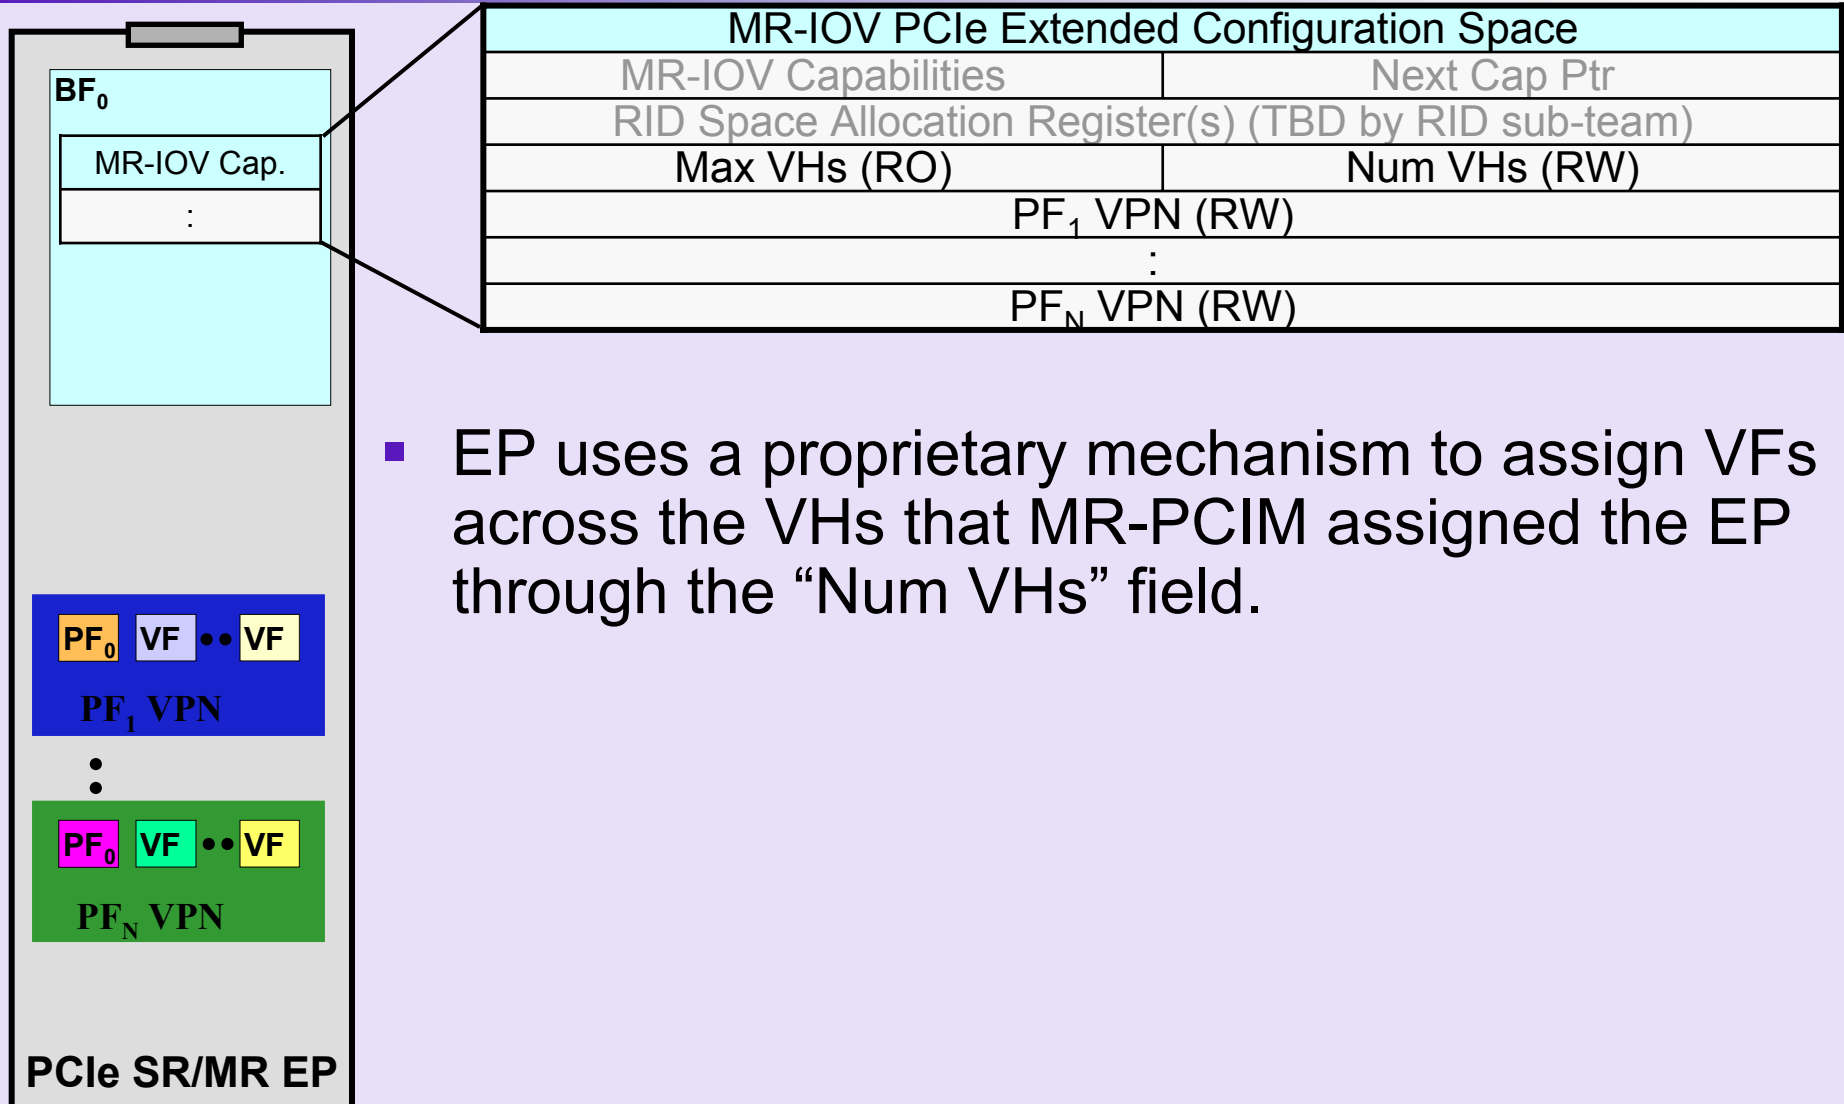 MR-IOV PCIe Extended Configuration Space
MR-IOV Capabilities Next Cap Ptr
RID Space Allocation Register(s) (TBD by RID sub-team)
Max VHs (RO) Num VHs (RW)
PF1 VPN (RW)
:
PFN VPN (RW)
BF0
MR-IOV Cap.
:
▪ EP uses a proprietary mechanism to assign VFs
across the VHs that MR-PCIM assigned the EP
through the “Num VHs” field.
PF0 VF •• VF
PF1 VPN
PF0 VF •• VF
PFN VPN
PCIe SR/MR EP